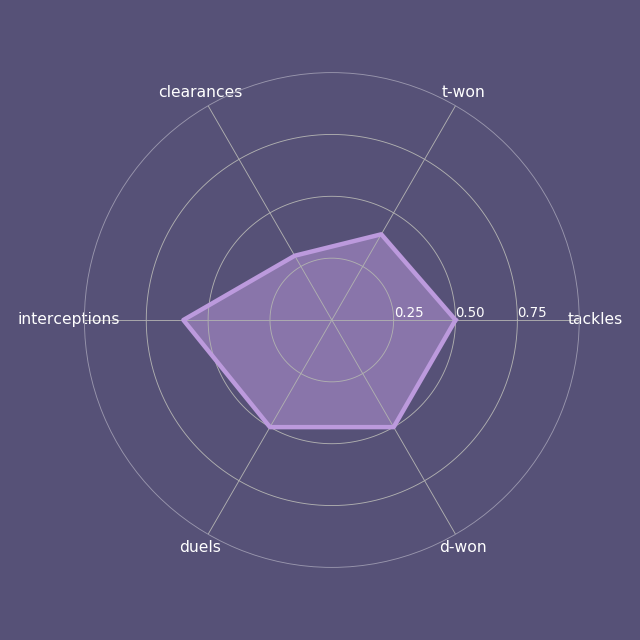 clearances
t-won
0.25
0.50
0.75
interceptions
tackles
duels
d-won